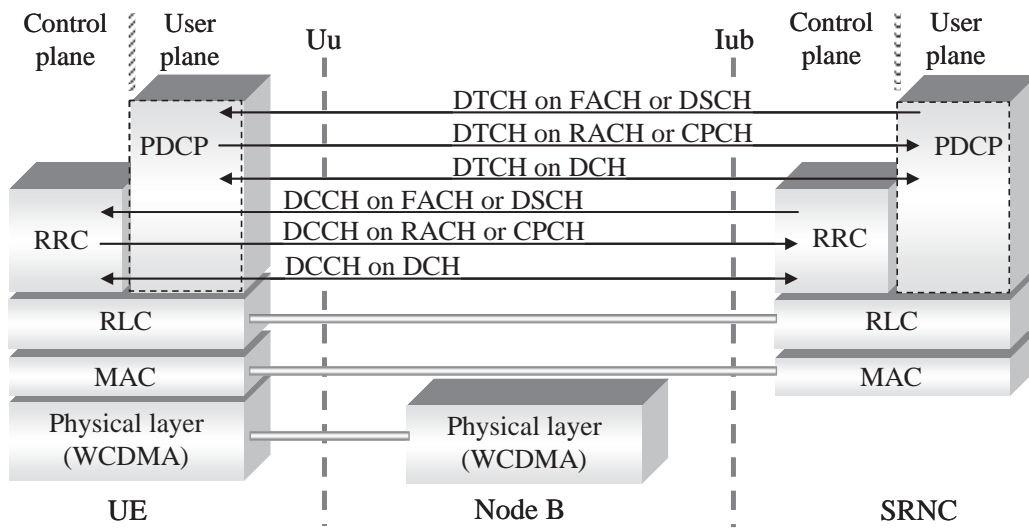 Control
plane
User
plane
Uu
Iub
Control
plane
User
plane
DTCH on FACH or DSCH
DTCH on RACH or CPCH
PDCP
PDCP
DTCH on DCH
DCCH on FACH or DSCH
RRC
DCCH on RACH or CPCH
RRC
DCCH on DCH
RLC
RLC
MAC
MAC
Physical layer
(WCDMA)
Physical layer
(WCDMA)
UE
Node B
SRNC